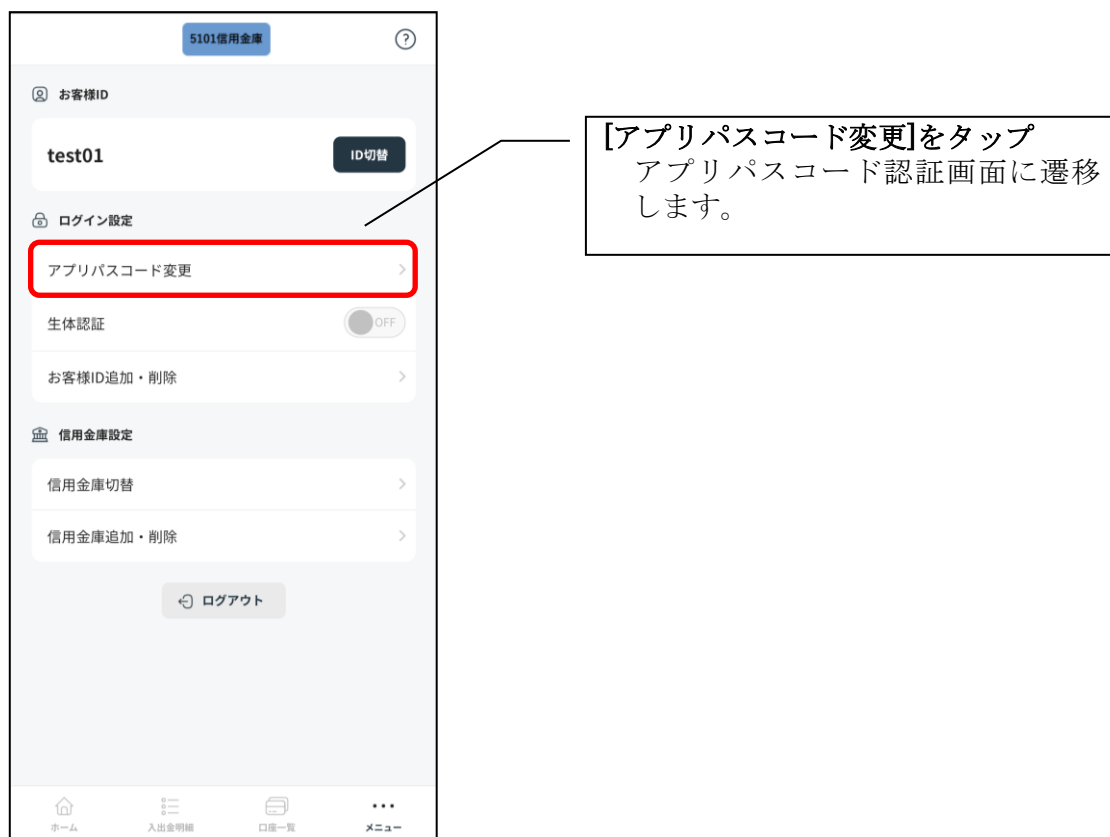 5101信用金庫
?
お客様ID
test01
ID切替
ログイン設定
アプリパスコード変更
生体認証
OFF
お客様ID追加・削除
信用金庫設定
信用金庫切替
信用金庫追加・削除
ログアウト
ホーム
入出金明細
口座一覧
メニュー
[アプリパスコード変更]をタップ
アプリパスコード認証画面に遷移
します。